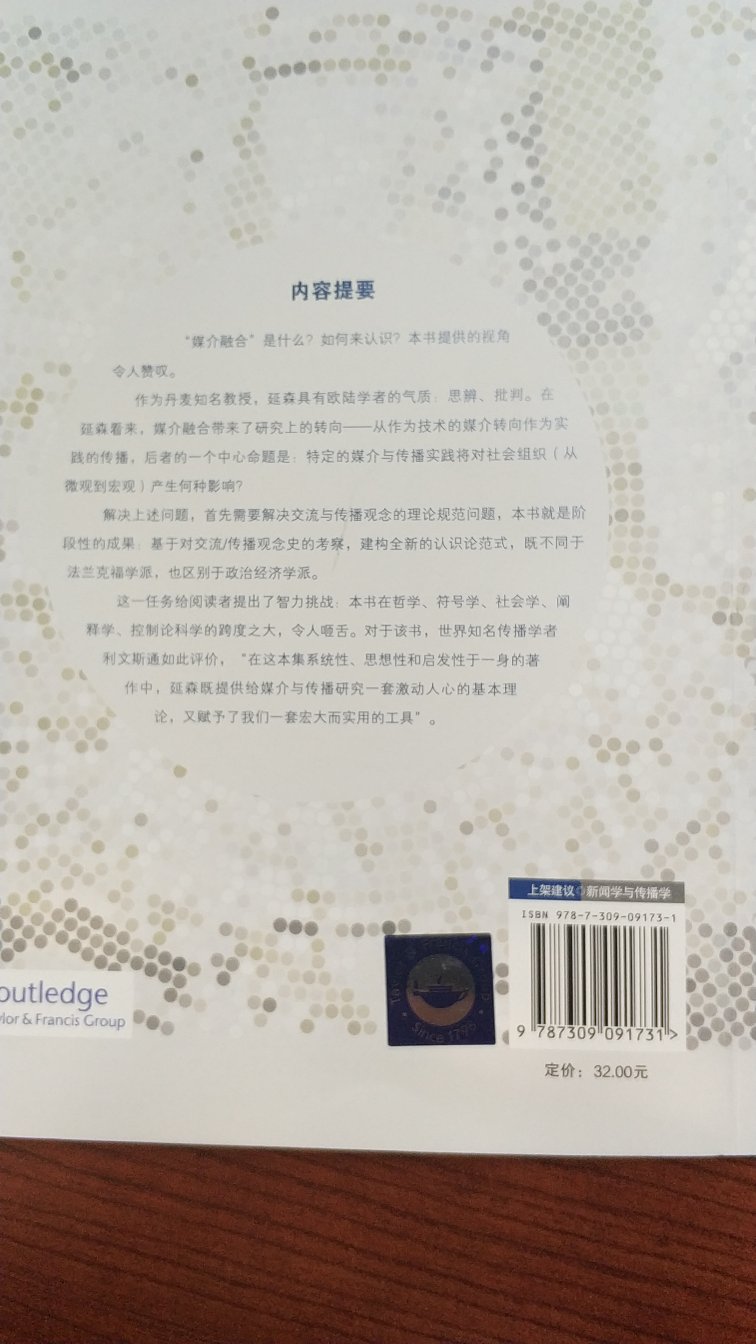 内容提要
“媒介融合”是什么？如何来认识？本书提供的视角
令人赞叹。
作为丹麦知名教授，延森具有欧陆学者的气质：思辨、批判。在
延森看来，媒介融合带来了研究上的转向——从作为技术的媒介转向作为实
践的传播，后者的一个中心命题是：特定的媒介与传播实践将对社会组织（从
微观到宏观）产生何种影响？
解决上述问题，首先需要解决交流与传播观念的理论规范问题，本书就是阶
段性的成果：基于对交流/传播观念史的考察，建构全新的认识论范式，既不同于
法兰克福学派，也区别于政治经济学派。
这一任务给阅读者提出了智力挑战：本书在哲学、符号学、社会学、阐
释学、控制论科学的跨度之大，令人咂舌。对于该书，世界知名传播学者
利文斯通如此评价，“在这本集系统性、思想性和启发性于一身的著
作中，延森既提供给媒介与传播研究一套激动人心的基本理
论，又赋予了我们一套宏大而实用的工具”。
上架建议 新闻学与传播学
ISBN 978-7-309-09173-1
9 787309 091731 >
定价：32.00元
outledge
lor & Francis Group
Taylor & Francis Group
Since 1798